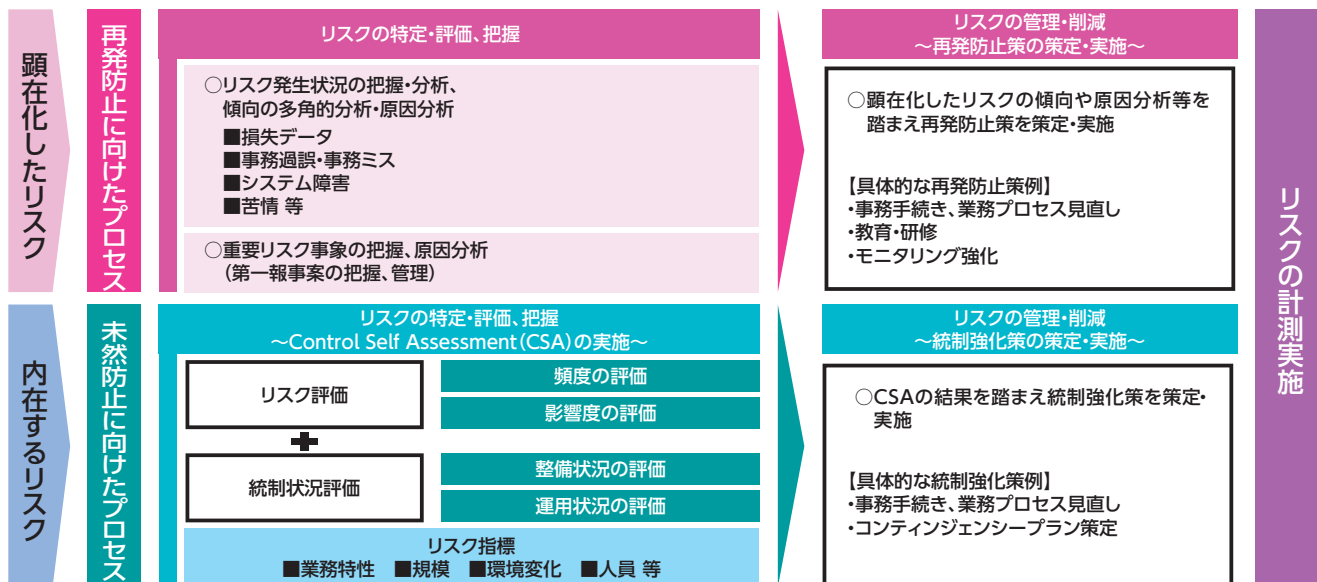 顕在化したリスク
再発防止に向けたプロセス
リスクの特定・評価、把握
○リスク発生状況の把握・分析、
傾向の多角的分析・原因分析
■損失データ
■事務過誤・事務ミス
■システム障害
■苦情 等
○重要リスク事象の把握、原因分析
（第一報事案の把握、管理）
リスクの管理・削減
～再発防止策の策定・実施～
○顕在化したリスクの傾向や原因分析等を
踏まえ再発防止策を策定・実施
【具体的な再発防止策例】
・事務手続き、業務プロセス見直し
・教育・研修
・モニタリング強化
内在するリスク
未然防止に向けたプロセス
リスクの特定・評価、把握
～Control Self Assessment（CSA）の実施～
リスク評価
頻度の評価
影響度の評価
＋
統制状況評価
整備状況の評価
運用状況の評価
リスク指標
■業務特性 ■規模 ■環境変化 ■人員 等
リスクの管理・削減
～統制強化策の策定・実施～
○CSAの結果を踏まえ統制強化策を策定・
実施
【具体的な統制強化策例】
・事務手続き、業務プロセス見直し
・コンティンジェンシープラン策定
リスクの計測実施